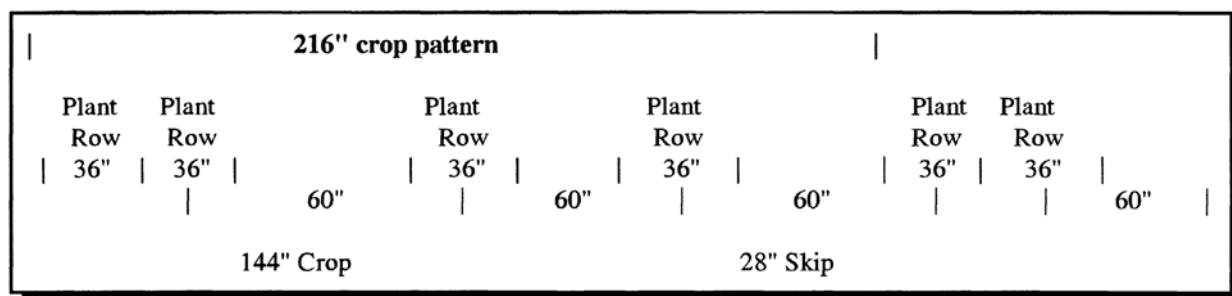 216" crop pattern
Plant Plant Plant Plant Plant Plant
Row Row Row Row Row Row
| 36" | 36" | | 36" | | 36" | | 36" | 36" |
| 60" | 60" | 60" | | 60" |
144" Crop 28" Skip